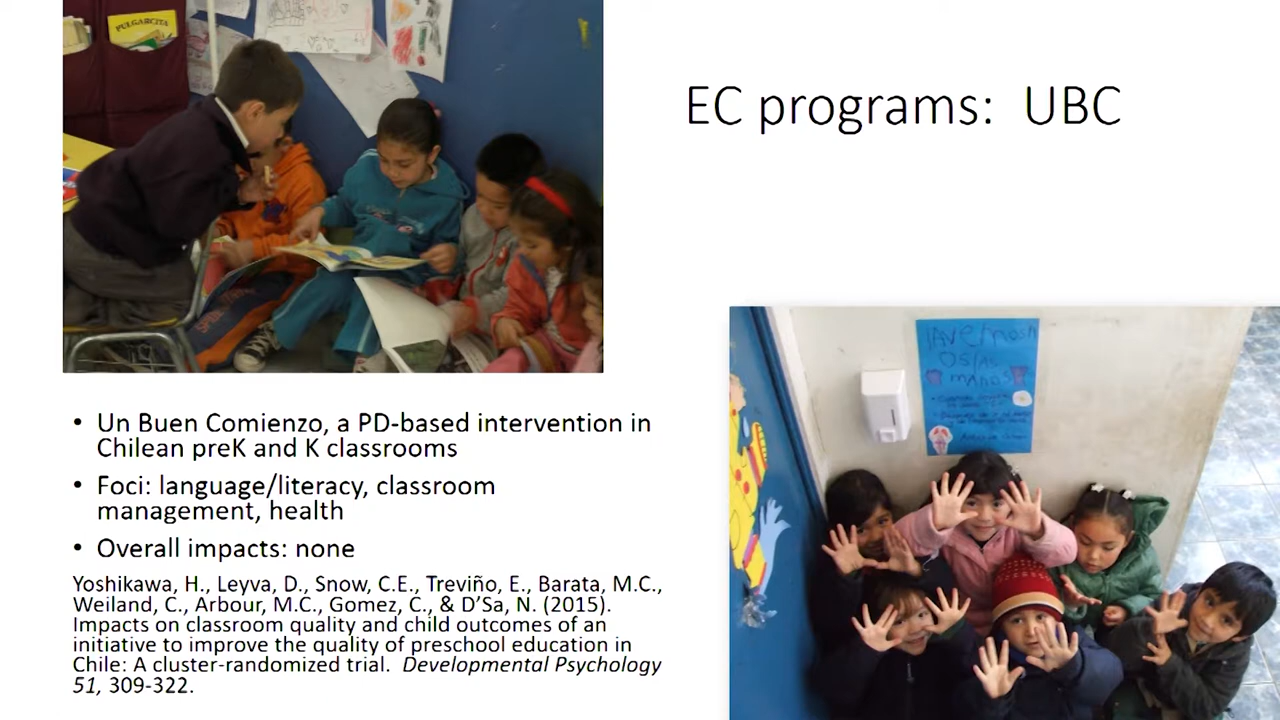 PULGARCITA
EC programs: UBC
LAVEMOSNOS LAS
MANOS
• Un Buen Comienzo, a PD-based intervention in
Chilean preK and K classrooms
• Foci: language/literacy, classroom
management, health
• Overall impacts: none
Yoshikawa, H., Leyva, D., Snow, C.E., Treviño, E., Barata, M.C.,
Weiland, C., Arbour, M.C., Gomez, C., & D’Sa, N. (2015).
Impacts on classroom quality and child outcomes of an
initiative to improve the quality of preschool education in
Chile: A cluster-randomized trial. Developmental Psychology
51, 309-322.